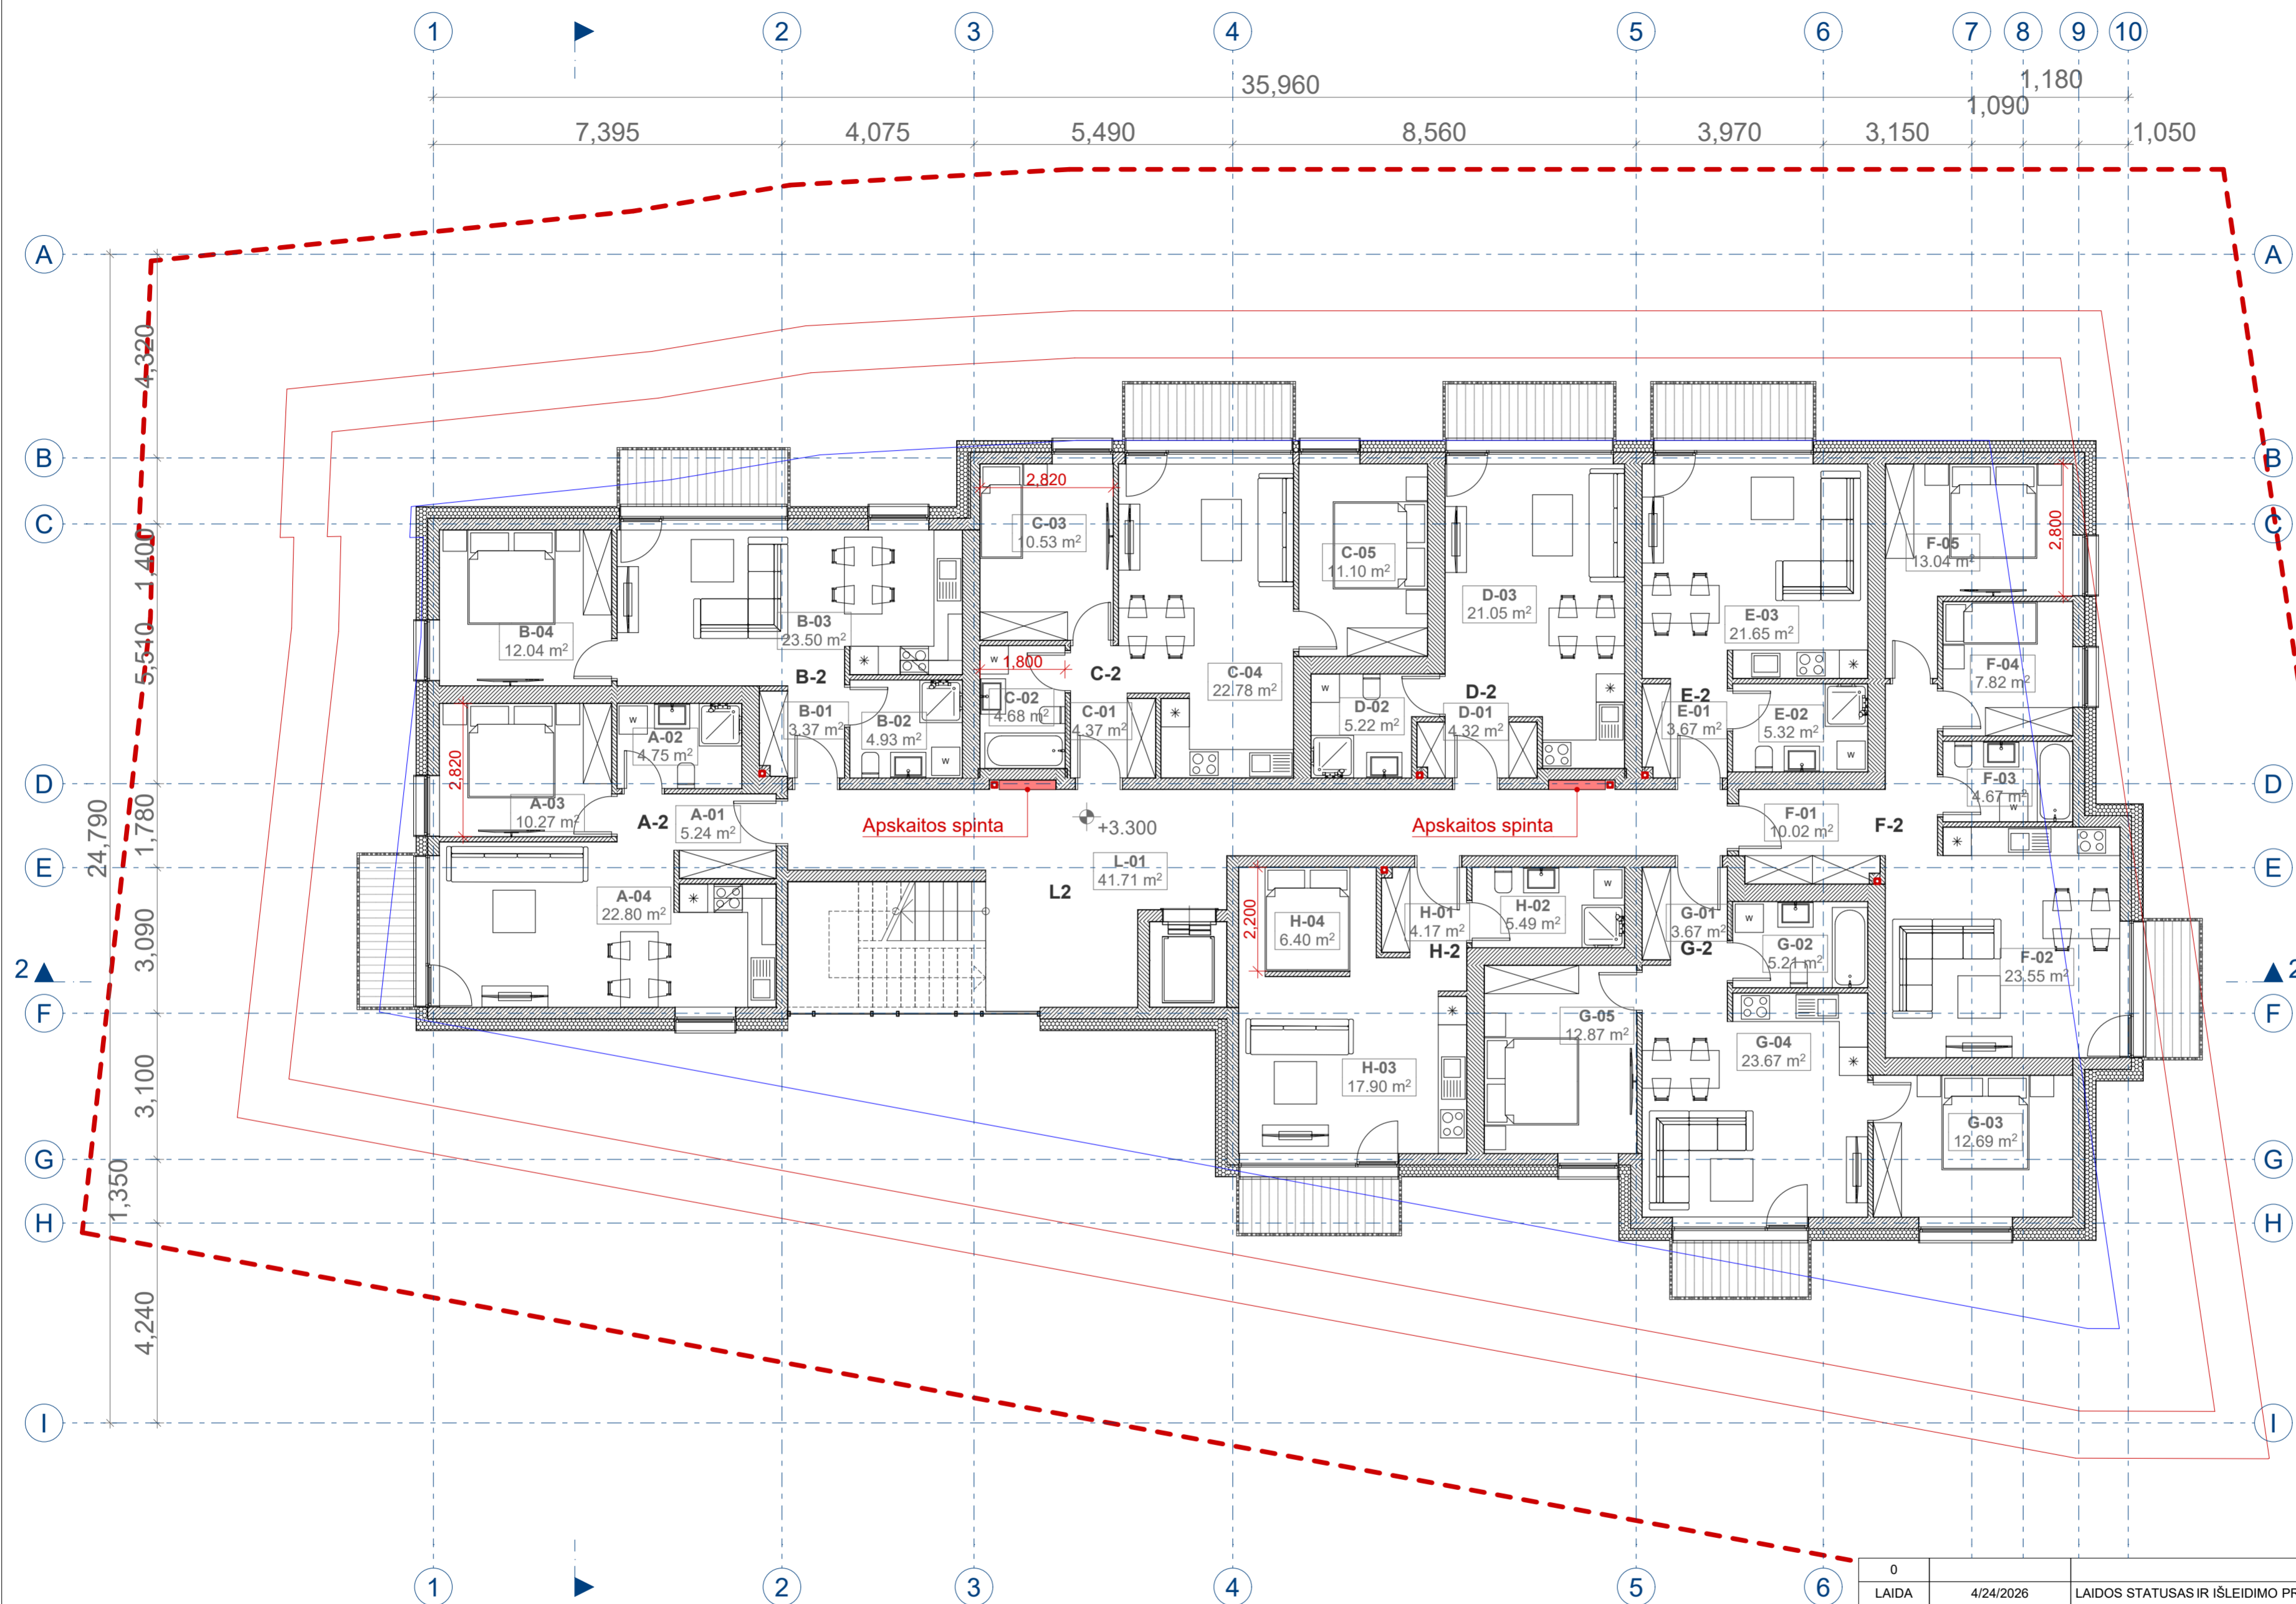 1
2
3
4
5
6
7
8
9
10
35,960
1,180
1,090
7,395
4,075
5,490
8,560
3,970
3,150
1,050
A
A
4,320
B
B
C
C
1,400
5,510
D
D
24,790
1,780
E
E
3,090
2
2
F
F
3,100
G
G
1,350
H
H
4,240
I
I
2,820
C-03
10.53 m²
C-05
11.10 m²
F-05
13.04 m²
2,800
D-03
21.05 m²
E-03
21.65 m²
B-04
12.04 m²
B-03
23.50 m²
F-04
7.82 m²
W
1,800
C-2
C-04
22.78 m²
B-2
D-2
E-2
W
C-02
4.68 m²
C-01
4.37 m²
D-02
5.22 m²
D-01
4.32 m²
E-01
3.67 m²
E-02
5.32 m²
B-01
3.37 m²
B-02
4.93 m²
W
W
W
A-02
4.75 m²
2,820
F-03
4.67 m²
W
A-03
10.27 m²
A-2
A-01
5.24 m²
Apskaitos spinta
+3.300
Apskaitos spinta
F-01
10.02 m²
F-2
L-01
41.71 m²
L2
A-04
22.80 m²
2,200
H-04
6.40 m²
H-01
4.17 m²
H-2
H-02
5.49 m²
W
G-01
3.67 m²
G-2
W
G-02
5.21 m²
F-02
23.55 m²
G-05
12.87 m²
G-04
23.67 m²
H-03
17.90 m²
G-03
12.69 m²
1
2
3
4
5
6
0
LAIDA 4/24/2026 LAIDOS STATUSAS IR IŠLEIDIMO